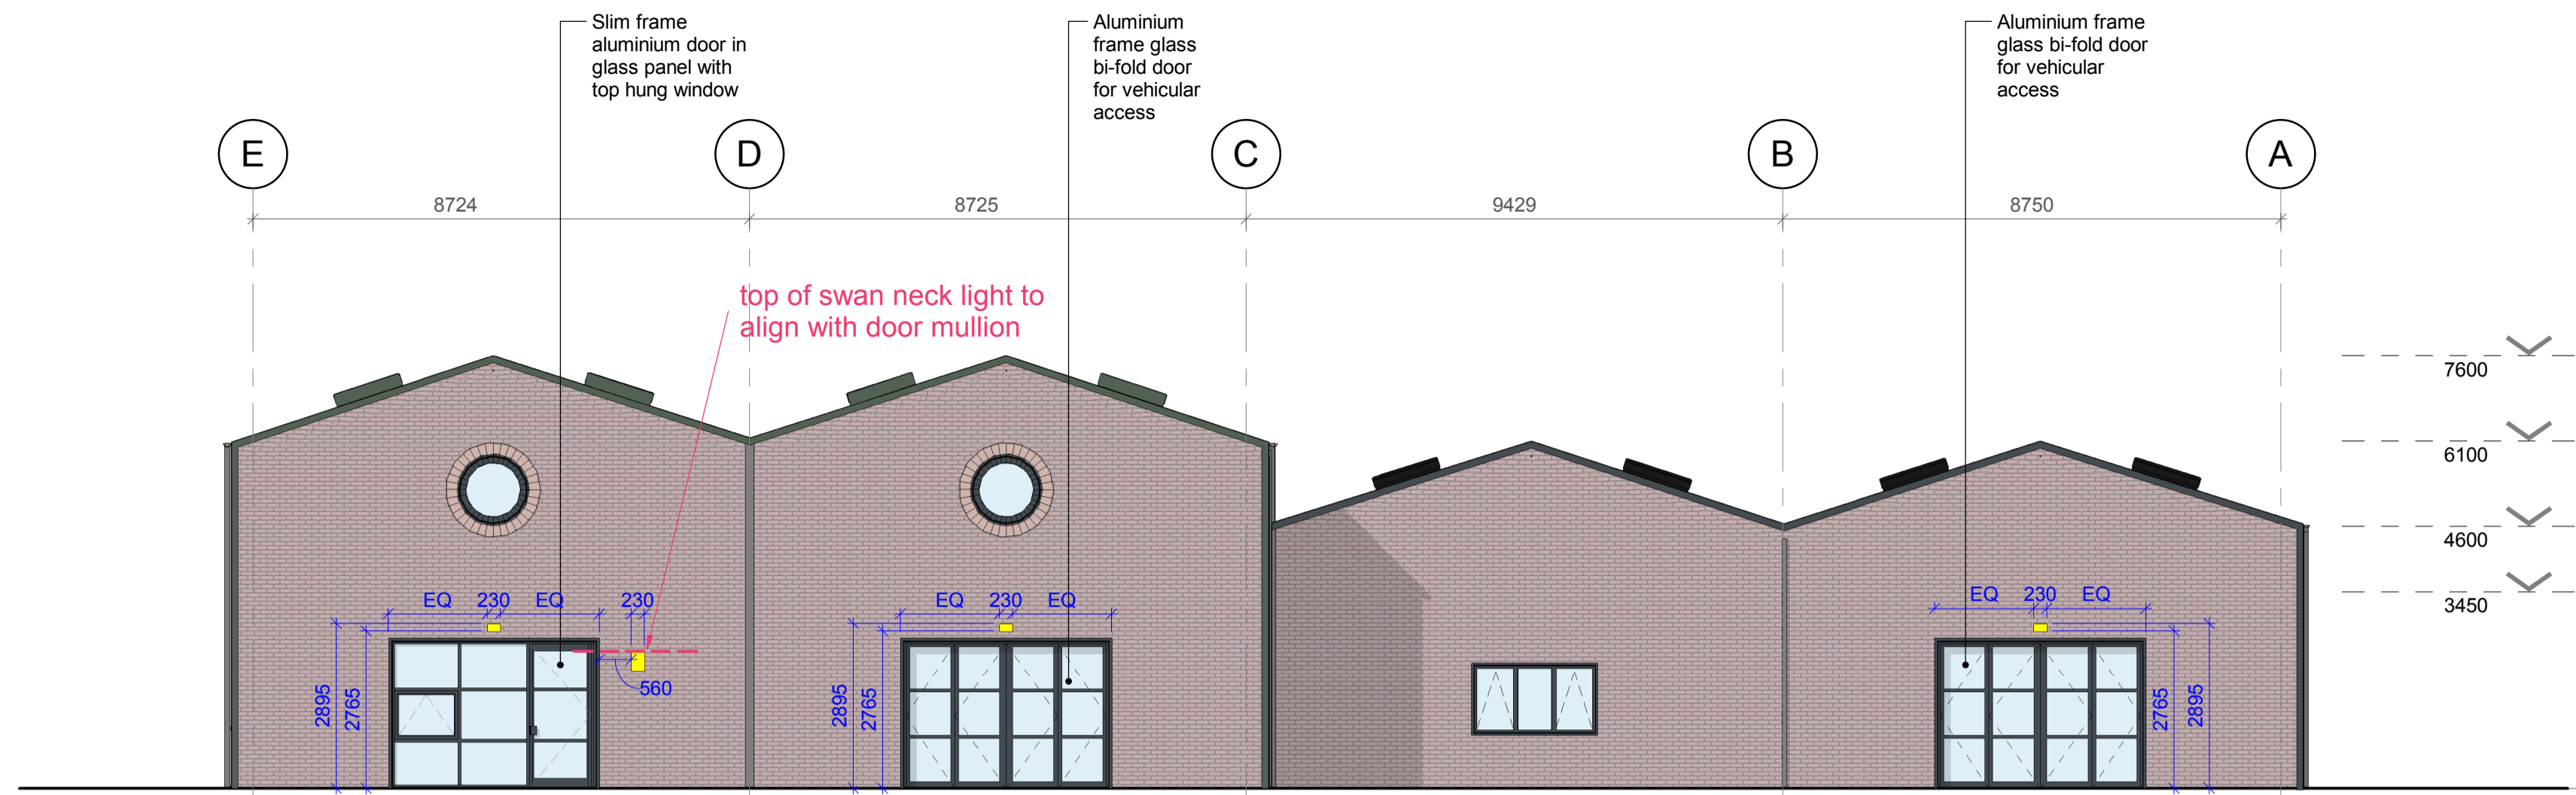 Slim frame
aluminium door in
glass panel with
top hung window
Aluminium
frame glass
bi-fold door
for vehicular
access
Aluminium frame
glass bi-fold door
for vehicular
access
E
D
C
B
A
8724
8725
9429
8750
top of swan neck light to
align with door mullion
7600
6100
4600
3450
EQ 230 EQ
230
560
2895
2765
EQ 230 EQ
2895
2765
EQ 230 EQ
2765
2895